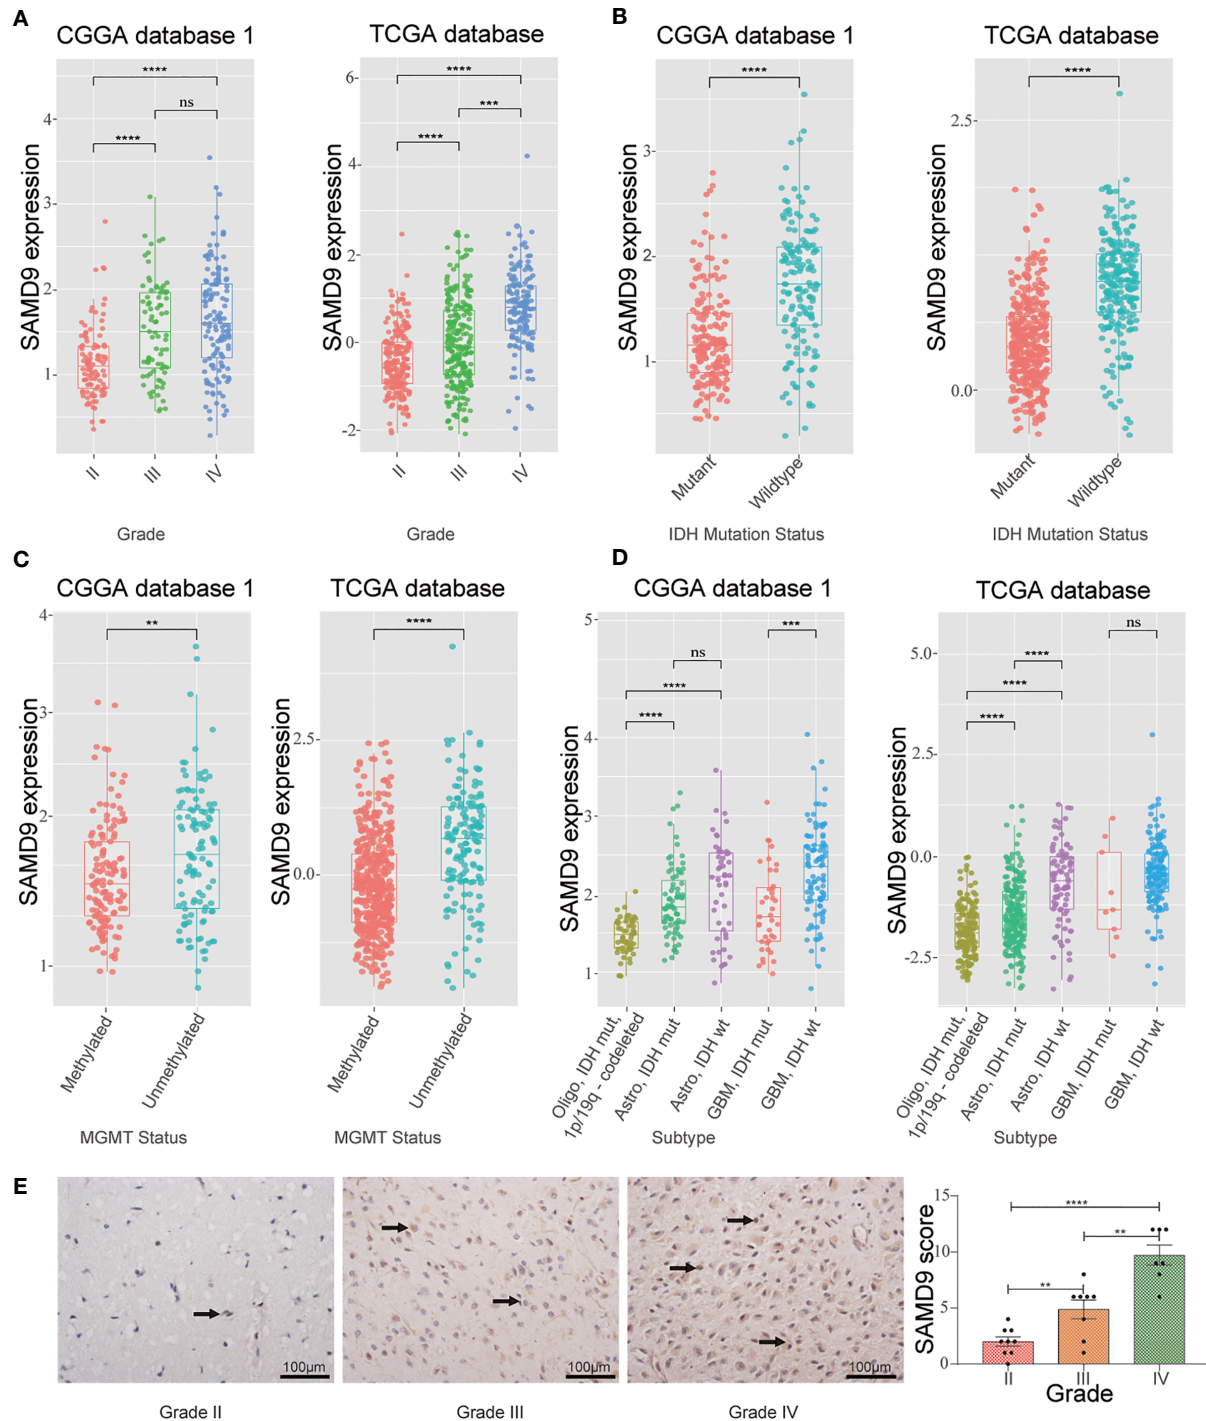 A
CGGA database 1
TCGA database
SAMD9 expression
4
3
2
1
****
ns
****
II
III
IV
Grade
SAMD9 expression
6
4
2
0
-2
****
***
****
II
III
IV
Grade
B
CGGA database 1
TCGA database
SAMD9 expression
3
2
1
****
Mutant
Wildtype
IDH Mutation Status
SAMD9 expression
2.5
0.0
****
Mutant
Wildtype
IDH Mutation Status
C
CGGA database 1
TCGA database
SAMD9 expression
4
3
2
1
**
Methylated
Unmethylated
MGMT Status
SAMD9 expression
2.5
0.0
****
Methylated
Unmethylated
MGMT Status
D
CGGA database 1
TCGA database
SAMD9 expression
5
4
3
2
1
***
ns
****
****
Oligo, IDH mut,
1p/19q - codeleted
Astro, IDH mut
Astro, IDH wt
GBM, IDH mut
GBM, IDH wt
Subtype
SAMD9 expression
5.0
2.5
0.0
-2.5
ns
****
****
****
Oligo, IDH mut,
1p/19q - codeleted
Astro, IDH mut
Astro, IDH wt
GBM, IDH mut
GBM, IDH wt
Subtype
E
100μm
100μm
100μm
Grade II
Grade III
Grade IV
SAMD9 score
15
10
5
0
****
**
**
II
III
IV
Grade